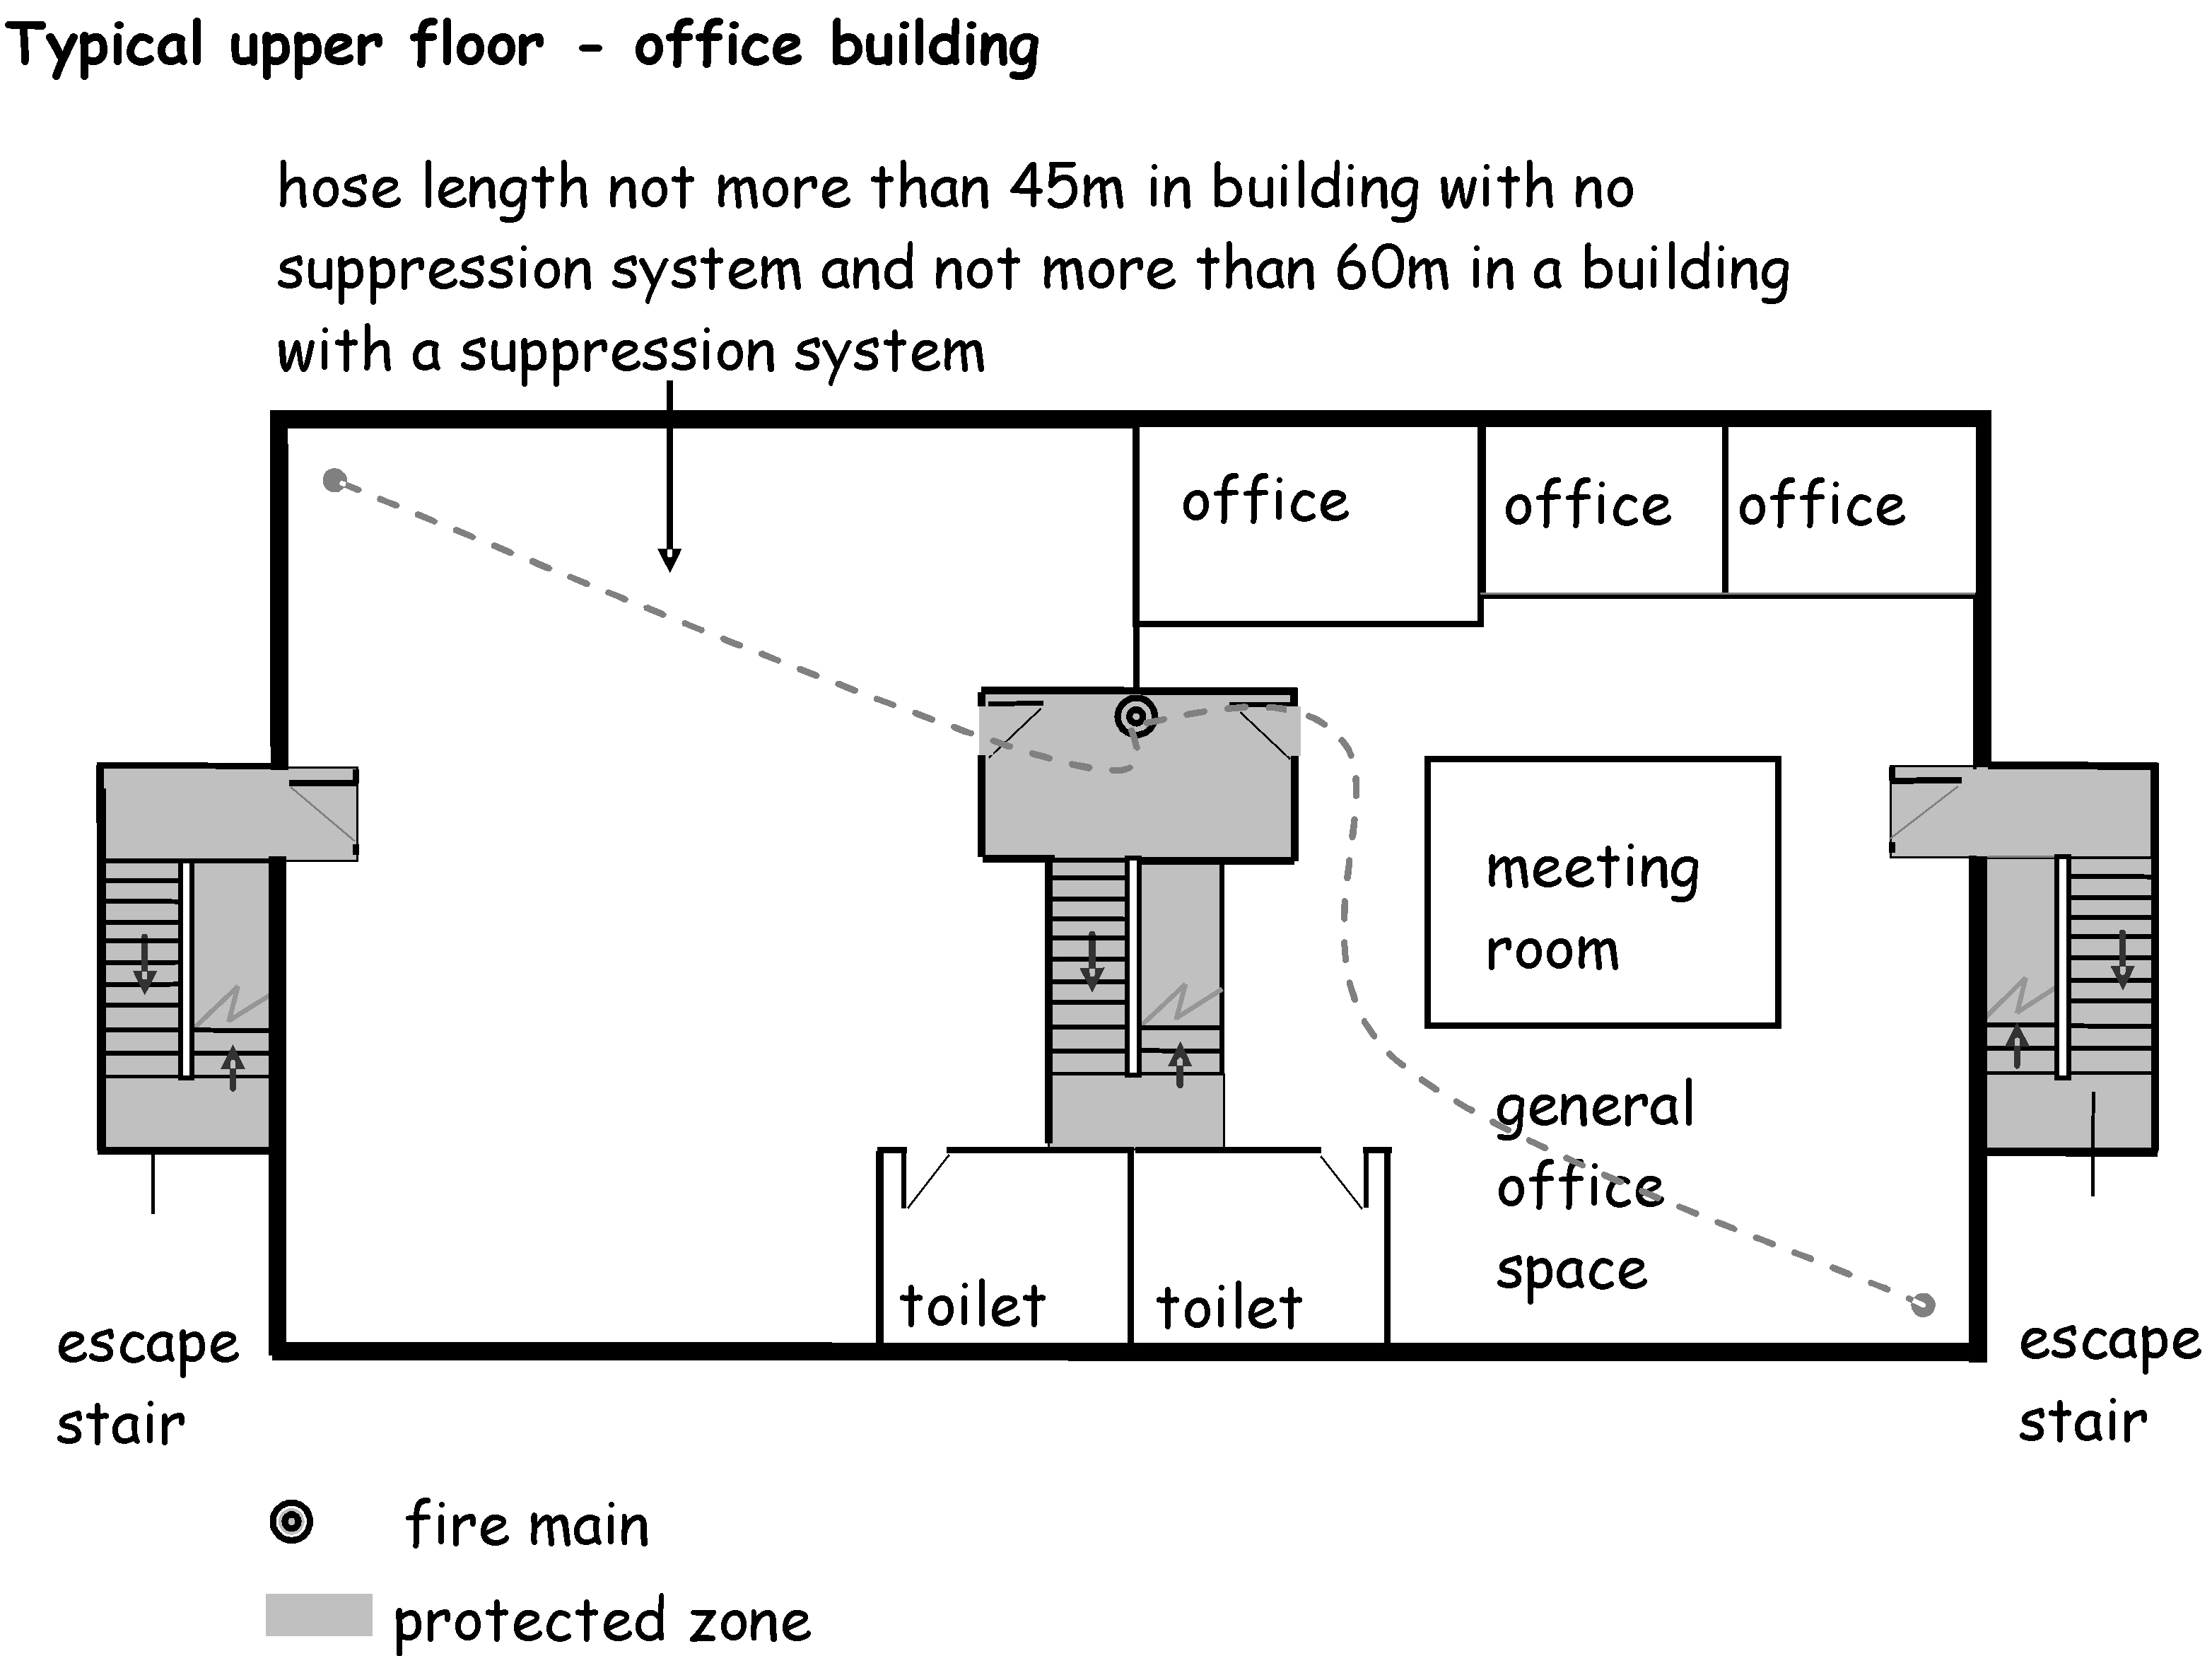 Typical upper floor - office building
hose length not more than 45m in building with no
suppression system and not more than 60m in a building
with a suppression system
office
office
office
meeting
room
general
office
space
toilet
toilet
escape
stair
escape
stair
fire main
protected zone